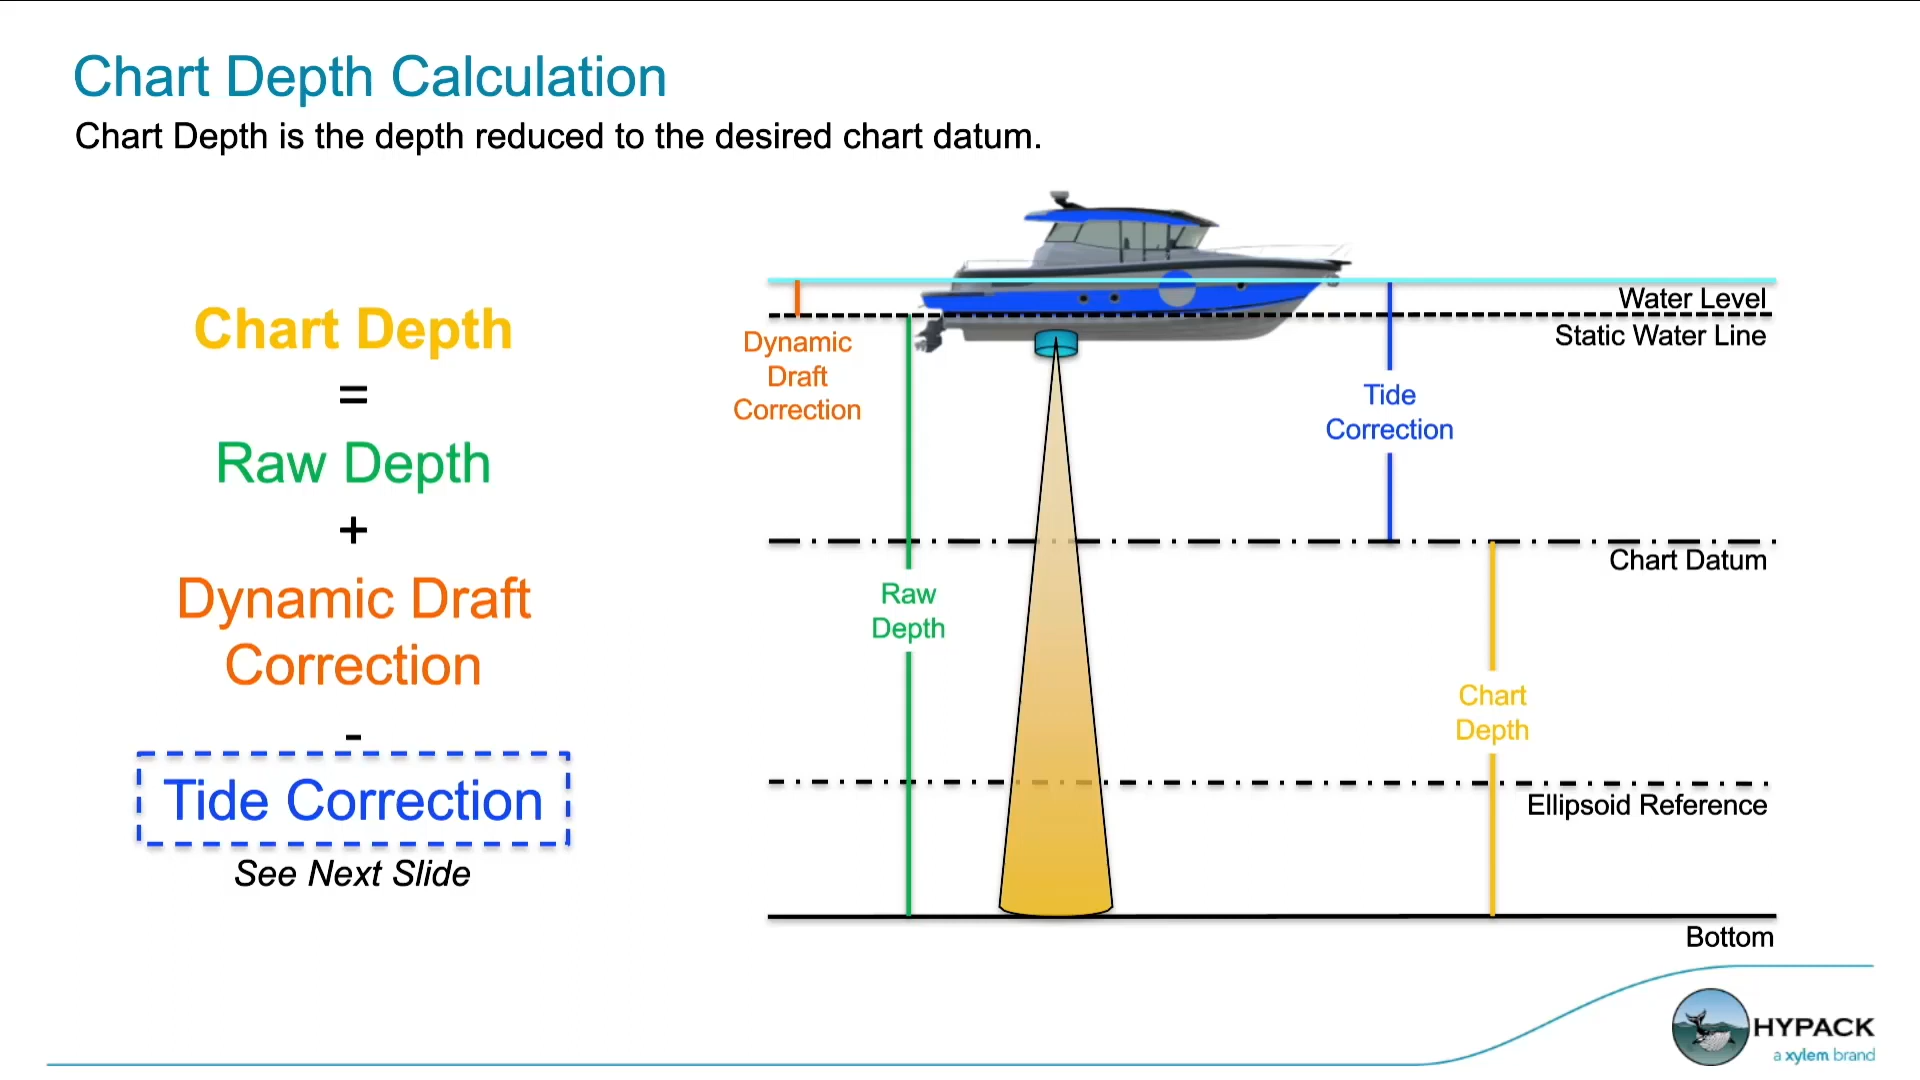 Chart Depth Calculation
Chart Depth is the depth reduced to the desired chart datum.
Chart Depth
=
Raw Depth
+
Dynamic Draft
Correction
-
Tide Correction
See Next Slide
Water Level
Static Water Line
Dynamic
Draft
Correction
Tide
Correction
Chart Datum
Raw
Depth
Chart
Depth
Ellipsoid Reference
Bottom
HYPACK
a xylem brand